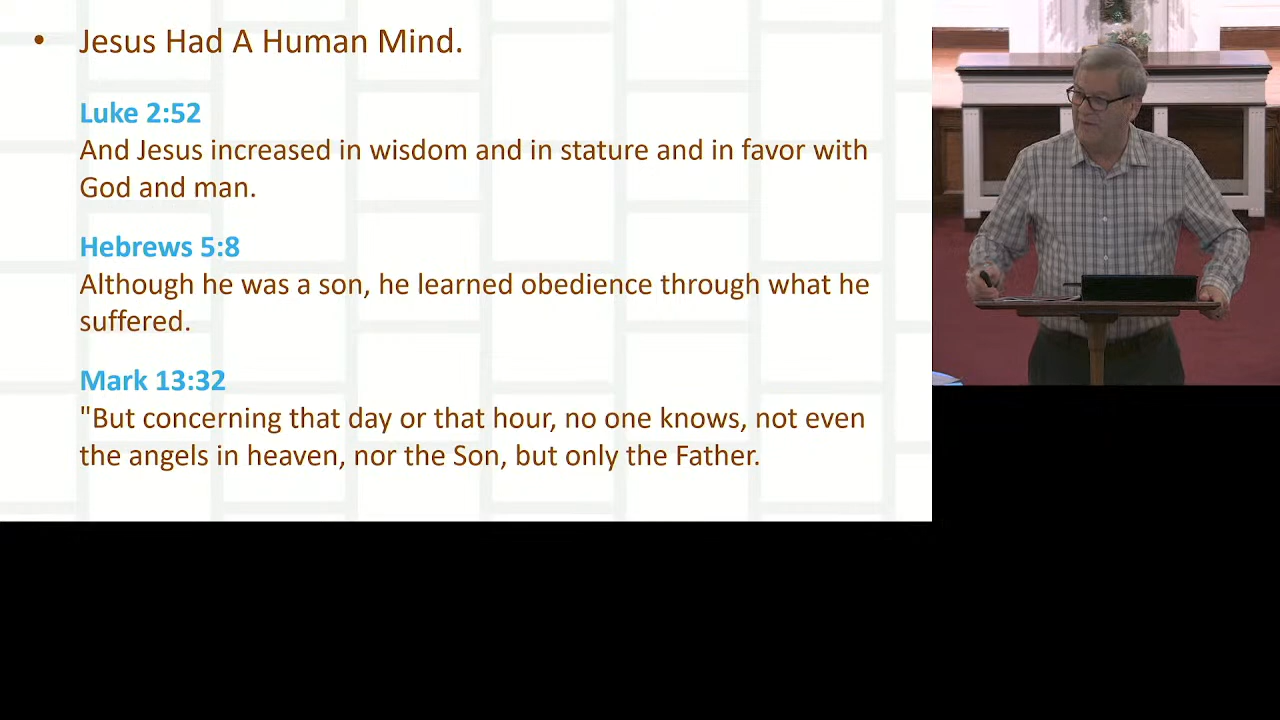 • Jesus Had A Human Mind.
Luke 2:52
And Jesus increased in wisdom and in stature and in favor with
God and man.
Hebrews 5:8
Although he was a son, he learned obedience through what he
suffered.
Mark 13:32
"But concerning that day or that hour, no one knows, not even
the angels in heaven, nor the Son, but only the Father.